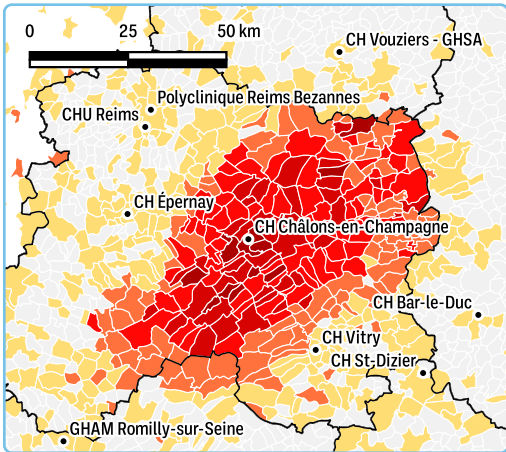 0 25 50 km
CH Vouziers - GHSA
Polyclinique Reims Bezannes
CHU Reims
CH Épernay
CH Châlons-en-Champagne
CH Bar-le-Duc
CH Vitry
CH St-Dizier
GHAM Romilly-sur-Seine